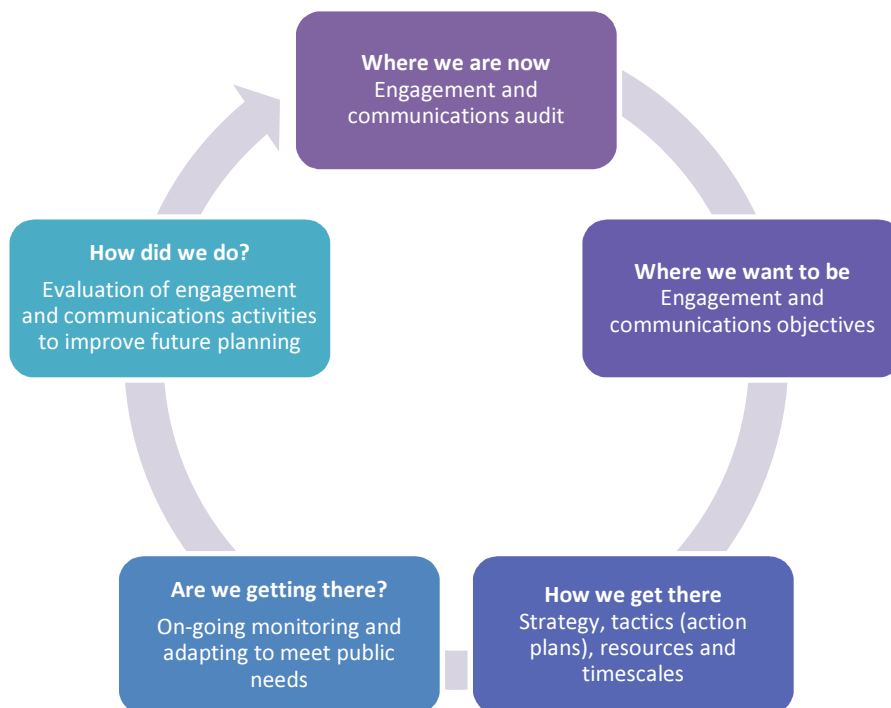 Where we are now
Engagement and
communications audit
Where we want to be
Engagement and
communications objectives
How we get there
Strategy, tactics (action
plans), resources and
timescales
Are we getting there?
On-going monitoring and
adapting to meet public
needs
How did we do?
Evaluation of engagement
and communications activities
to improve future planning